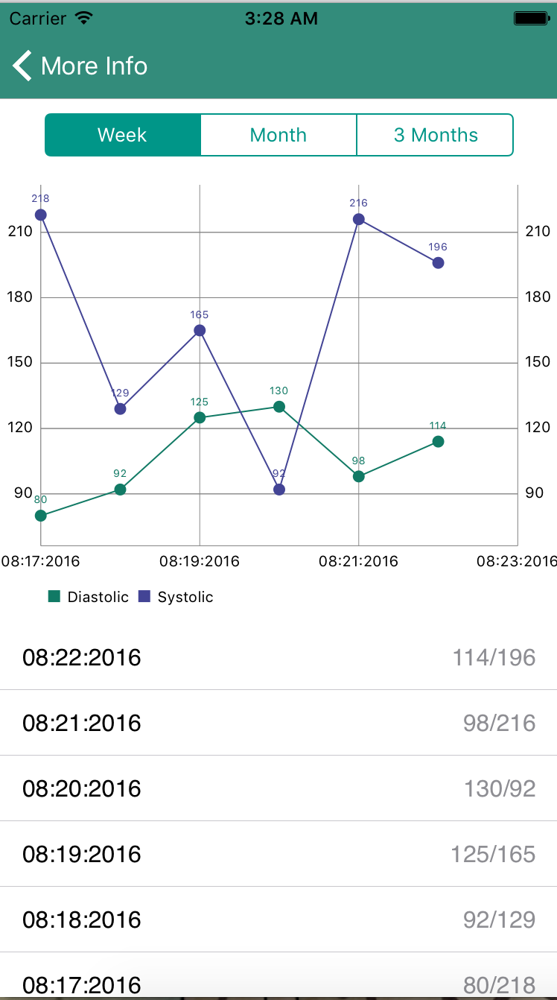 Carrier 3:28 AM
More Info
Week Month 3 Months
218
216
210 210
196
180 180
165
150 150
129
130
125
120 114 120
98
92 92
90 80 90
08:17:2016 08:19:2016 08:21:2016 08:23:2016
Diastolic Systolic
08:22:2016 114/196
08:21:2016 98/216
08:20:2016 130/92
08:19:2016 125/165
08:18:2016 92/129
08:17:2016 80/218